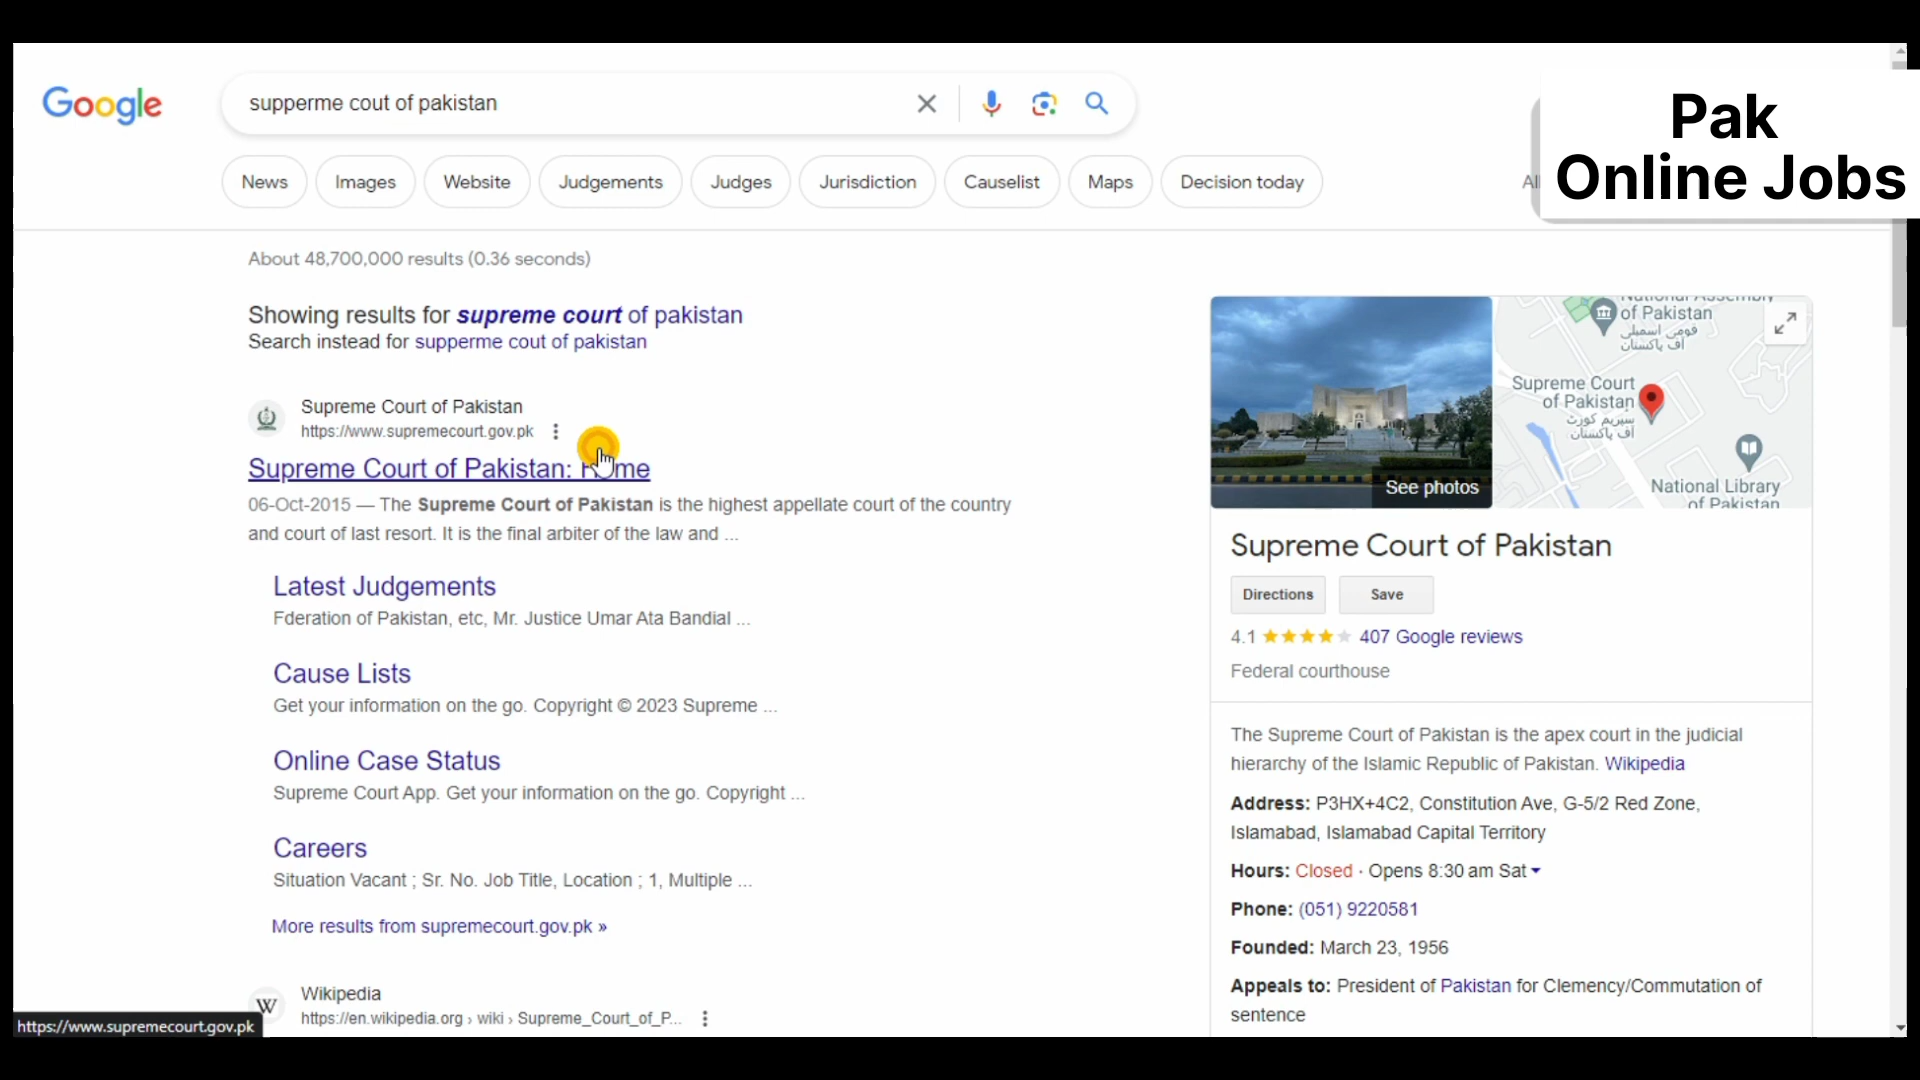 Google
supperme cout of pakistan
Pak
Online Jobs
News
Images
Website
Judgements
Judges
Jurisdiction
Causelist
Maps
Decision today
About 48,700,000 results (0.36 seconds)
Showing results for supreme court of pakistan
Search instead for supperme cout of pakistan
Supreme Court of Pakistan
https://www.supremecourt.gov.pk
Supreme Court of Pakistan: Home
06-Oct-2015 — The Supreme Court of Pakistan is the highest appellate court of the country
and court of last resort. It is the final arbiter of the law and ...
Latest Judgements
Fderation of Pakistan, etc, Mr. Justice Umar Ata Bandial ...
Cause Lists
Get your information on the go. Copyright © 2023 Supreme ...
Online Case Status
Supreme Court App. Get your information on the go. Copyright ...
Careers
Situation Vacant ; Sr. No. Job Title, Location ; 1, Multiple ...
More results from supremecourt.gov.pk »
W
Wikipedia
https://en.wikipedia.org › wiki › Supreme_Court_of_P...
https://www.supremecourt.gov.pk
See photos
National Assembly
of Pakistan
قومی اسمبلی
آف پاکستان
Supreme Court
of Pakistan
سپریم کورٹ
آف پاکستان
National Library
of Pakistan
Supreme Court of Pakistan
Directions
Save
4.1 ★★★★★ 407 Google reviews
Federal courthouse
The Supreme Court of Pakistan is the apex court in the judicial
hierarchy of the Islamic Republic of Pakistan. Wikipedia
Address: P3HX+4C2, Constitution Ave, G-5/2 Red Zone,
Islamabad, Islamabad Capital Territory
Hours: Closed · Opens 8:30 am Sat
Phone: (051) 9220581
Founded: March 23, 1956
Appeals to: President of Pakistan for Clemency/Commutation of
sentence